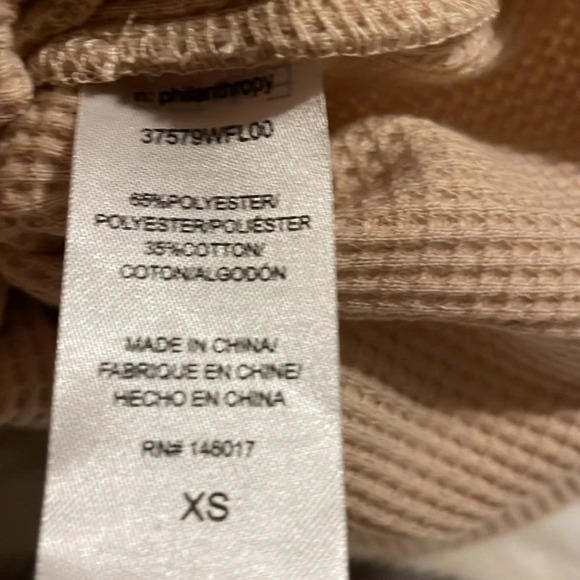 n: philanthropy
37579WFL00
65%POLYESTER/
POLYESTER/POLIÉSTER
35%COTTON/
COTON/ALGODÓN
MADE IN CHINA/
FABRIQUE EN CHINE/
HECHO EN CHINA
RN# 146017
XS